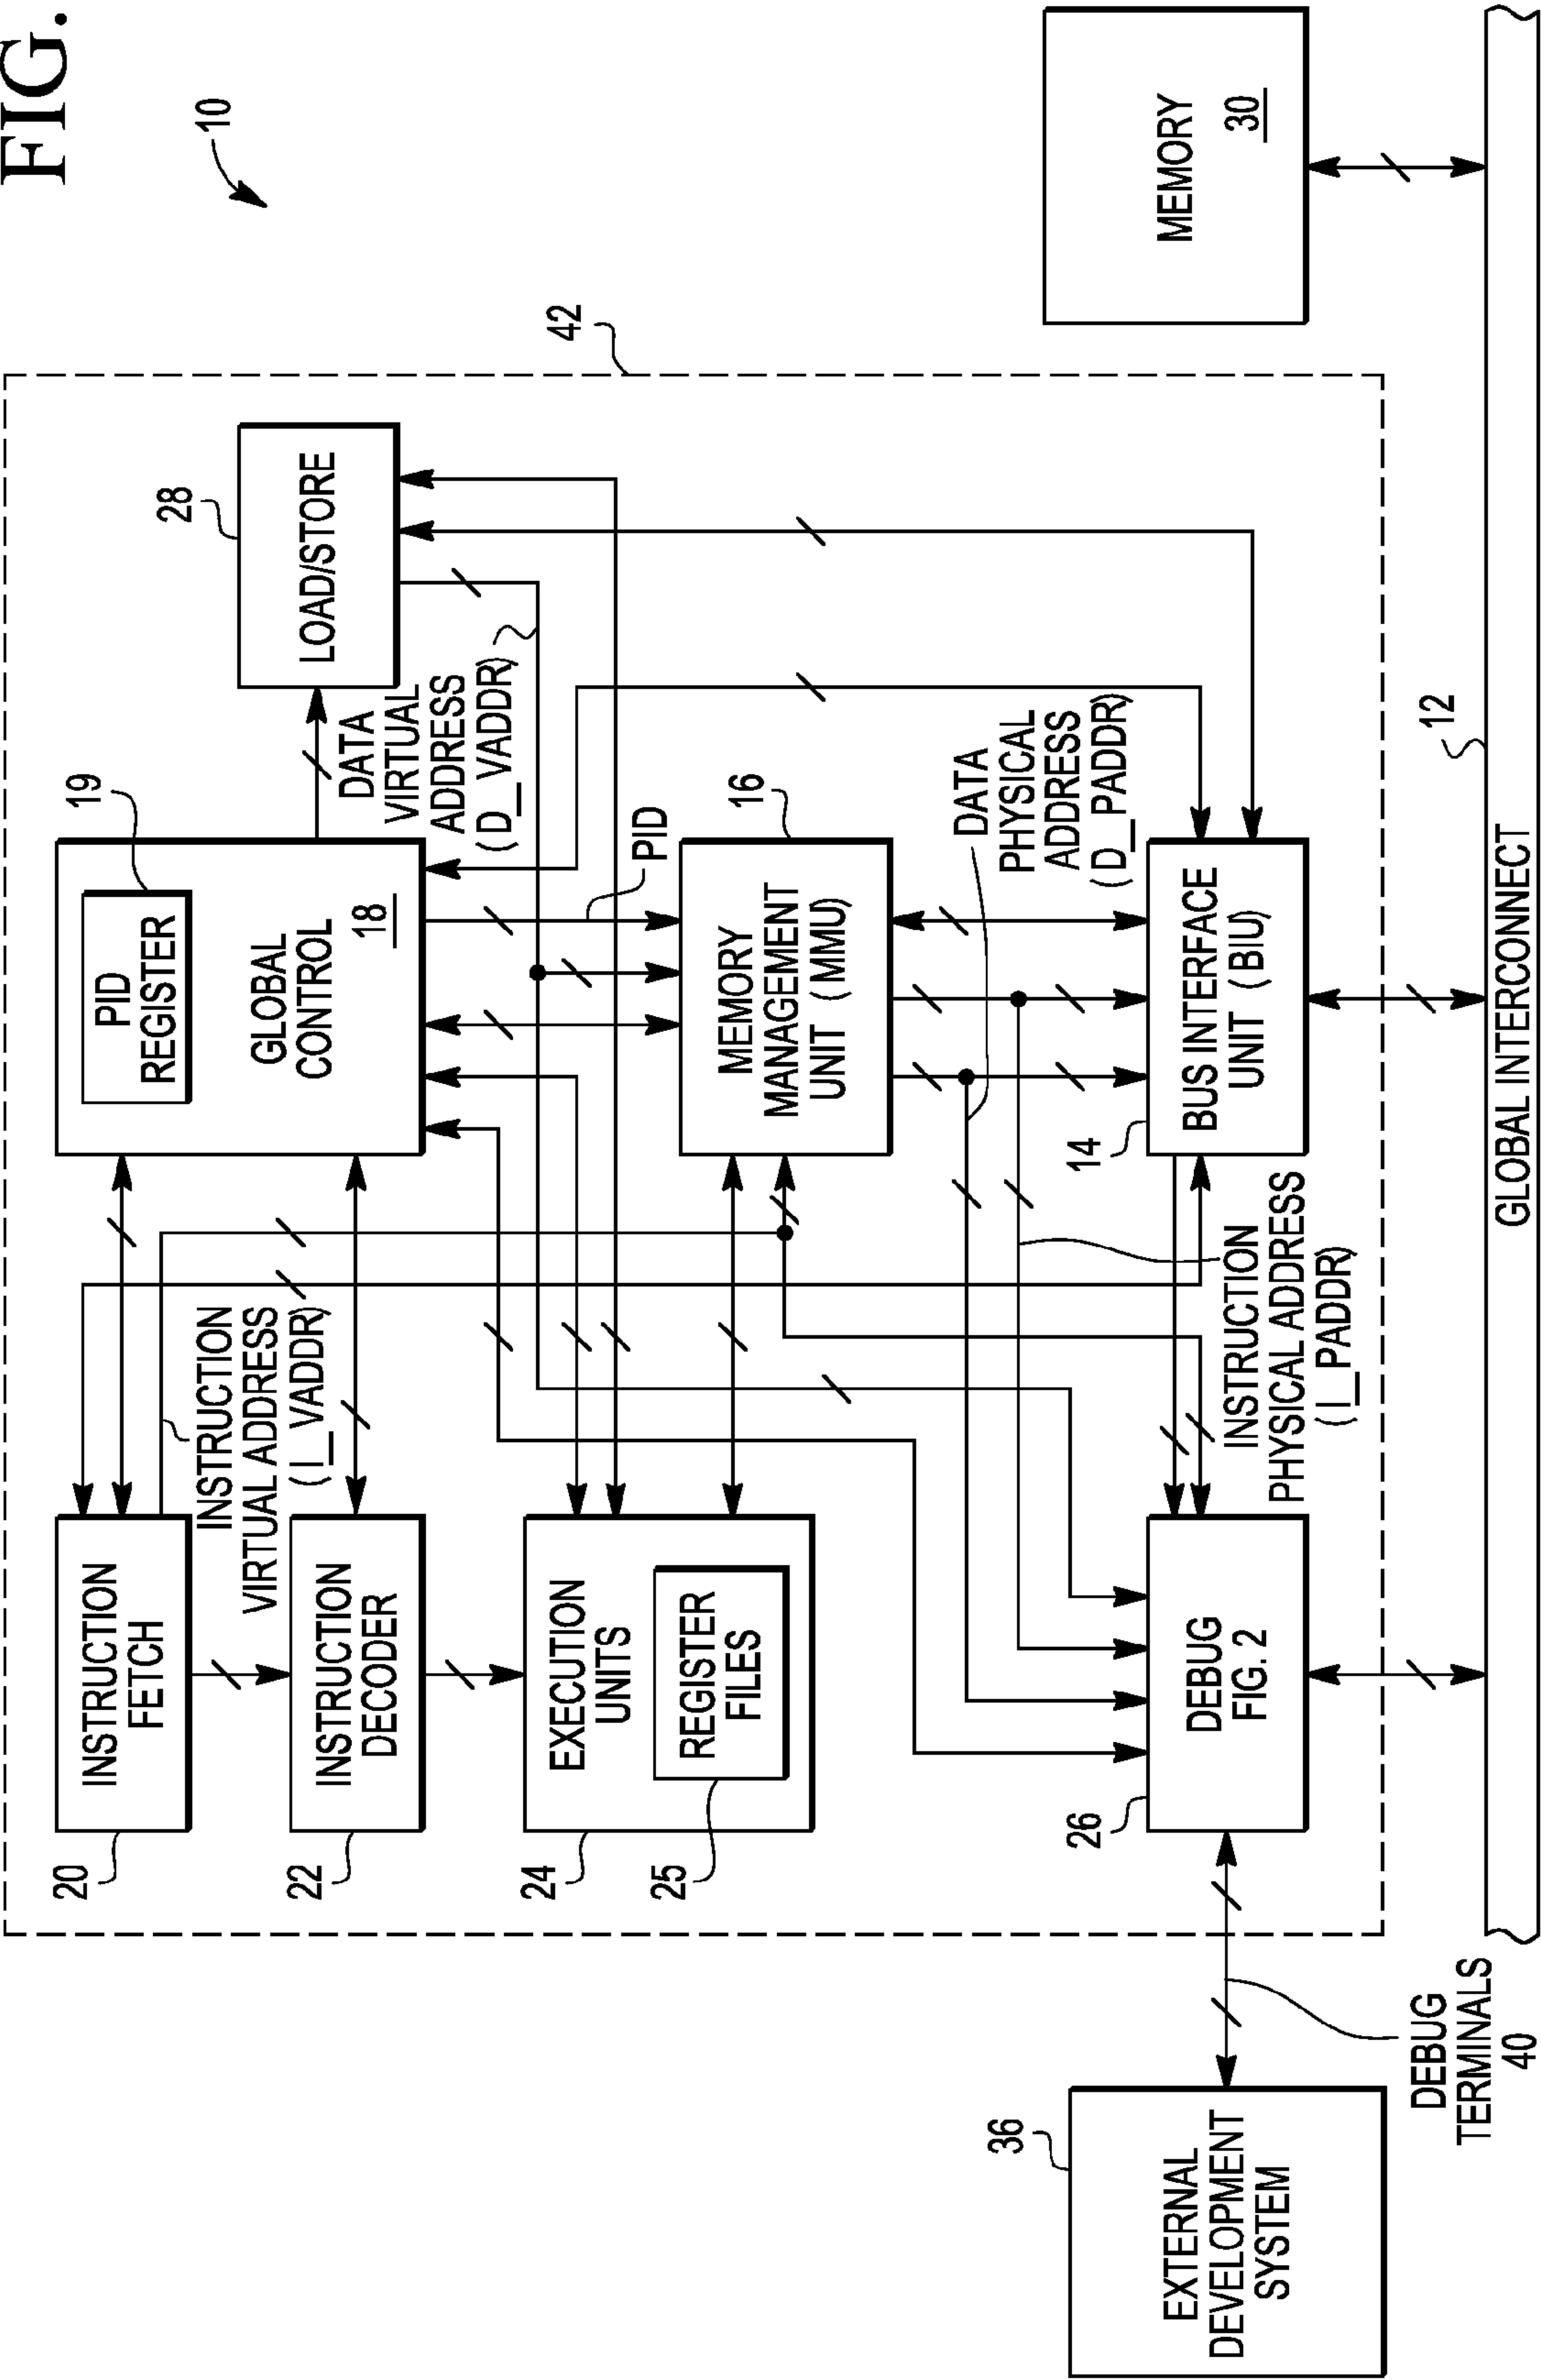 FIG.
10
42
20
INSTRUCTION
FETCH
22
INSTRUCTION
DECODER
24
EXECUTION
UNITS
25
REGISTER
FILES
26
DEBUG
FIG. 2
INSTRUCTION
VIRTUAL ADDRESS
(I_VADDR)
19
PID
REGISTER
GLOBAL
CONTROL
18
28
LOAD/STORE
DATA
VIRTUAL
ADDRESS
(D_VADDR)
PID
16
MEMORY
MANAGEMENT
UNIT (MMU)
DATA
PHYSICAL
ADDRESS
(D_PADDR)
14
BUS INTERFACE
UNIT (BIU)
INSTRUCTION
PHYSICAL ADDRESS
(I_PADDR)
MEMORY
30
12
GLOBAL INTERCONNECT
36
EXTERNAL
DEVELOPMENT
SYSTEM
DEBUG
TERMINALS
40